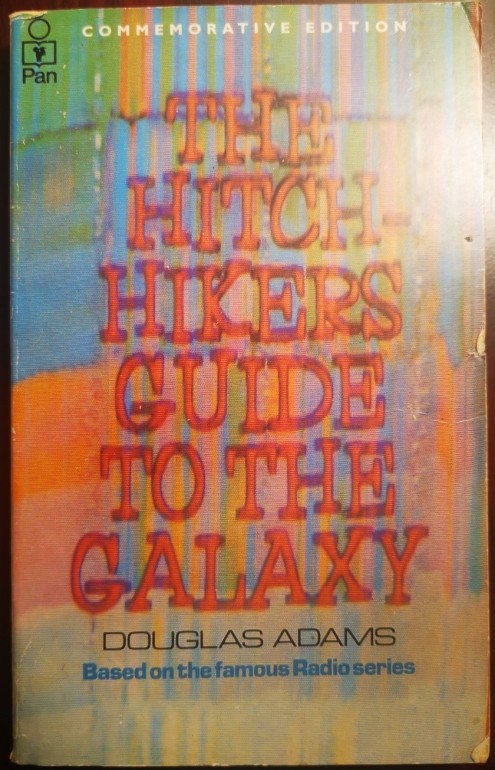 COMMEMORATIVE EDITION
Pan
THE
HITCH-
HIKERS
GUIDE
TO THE
GALAXY
DOUGLAS ADAMS
Based on the famous Radio series